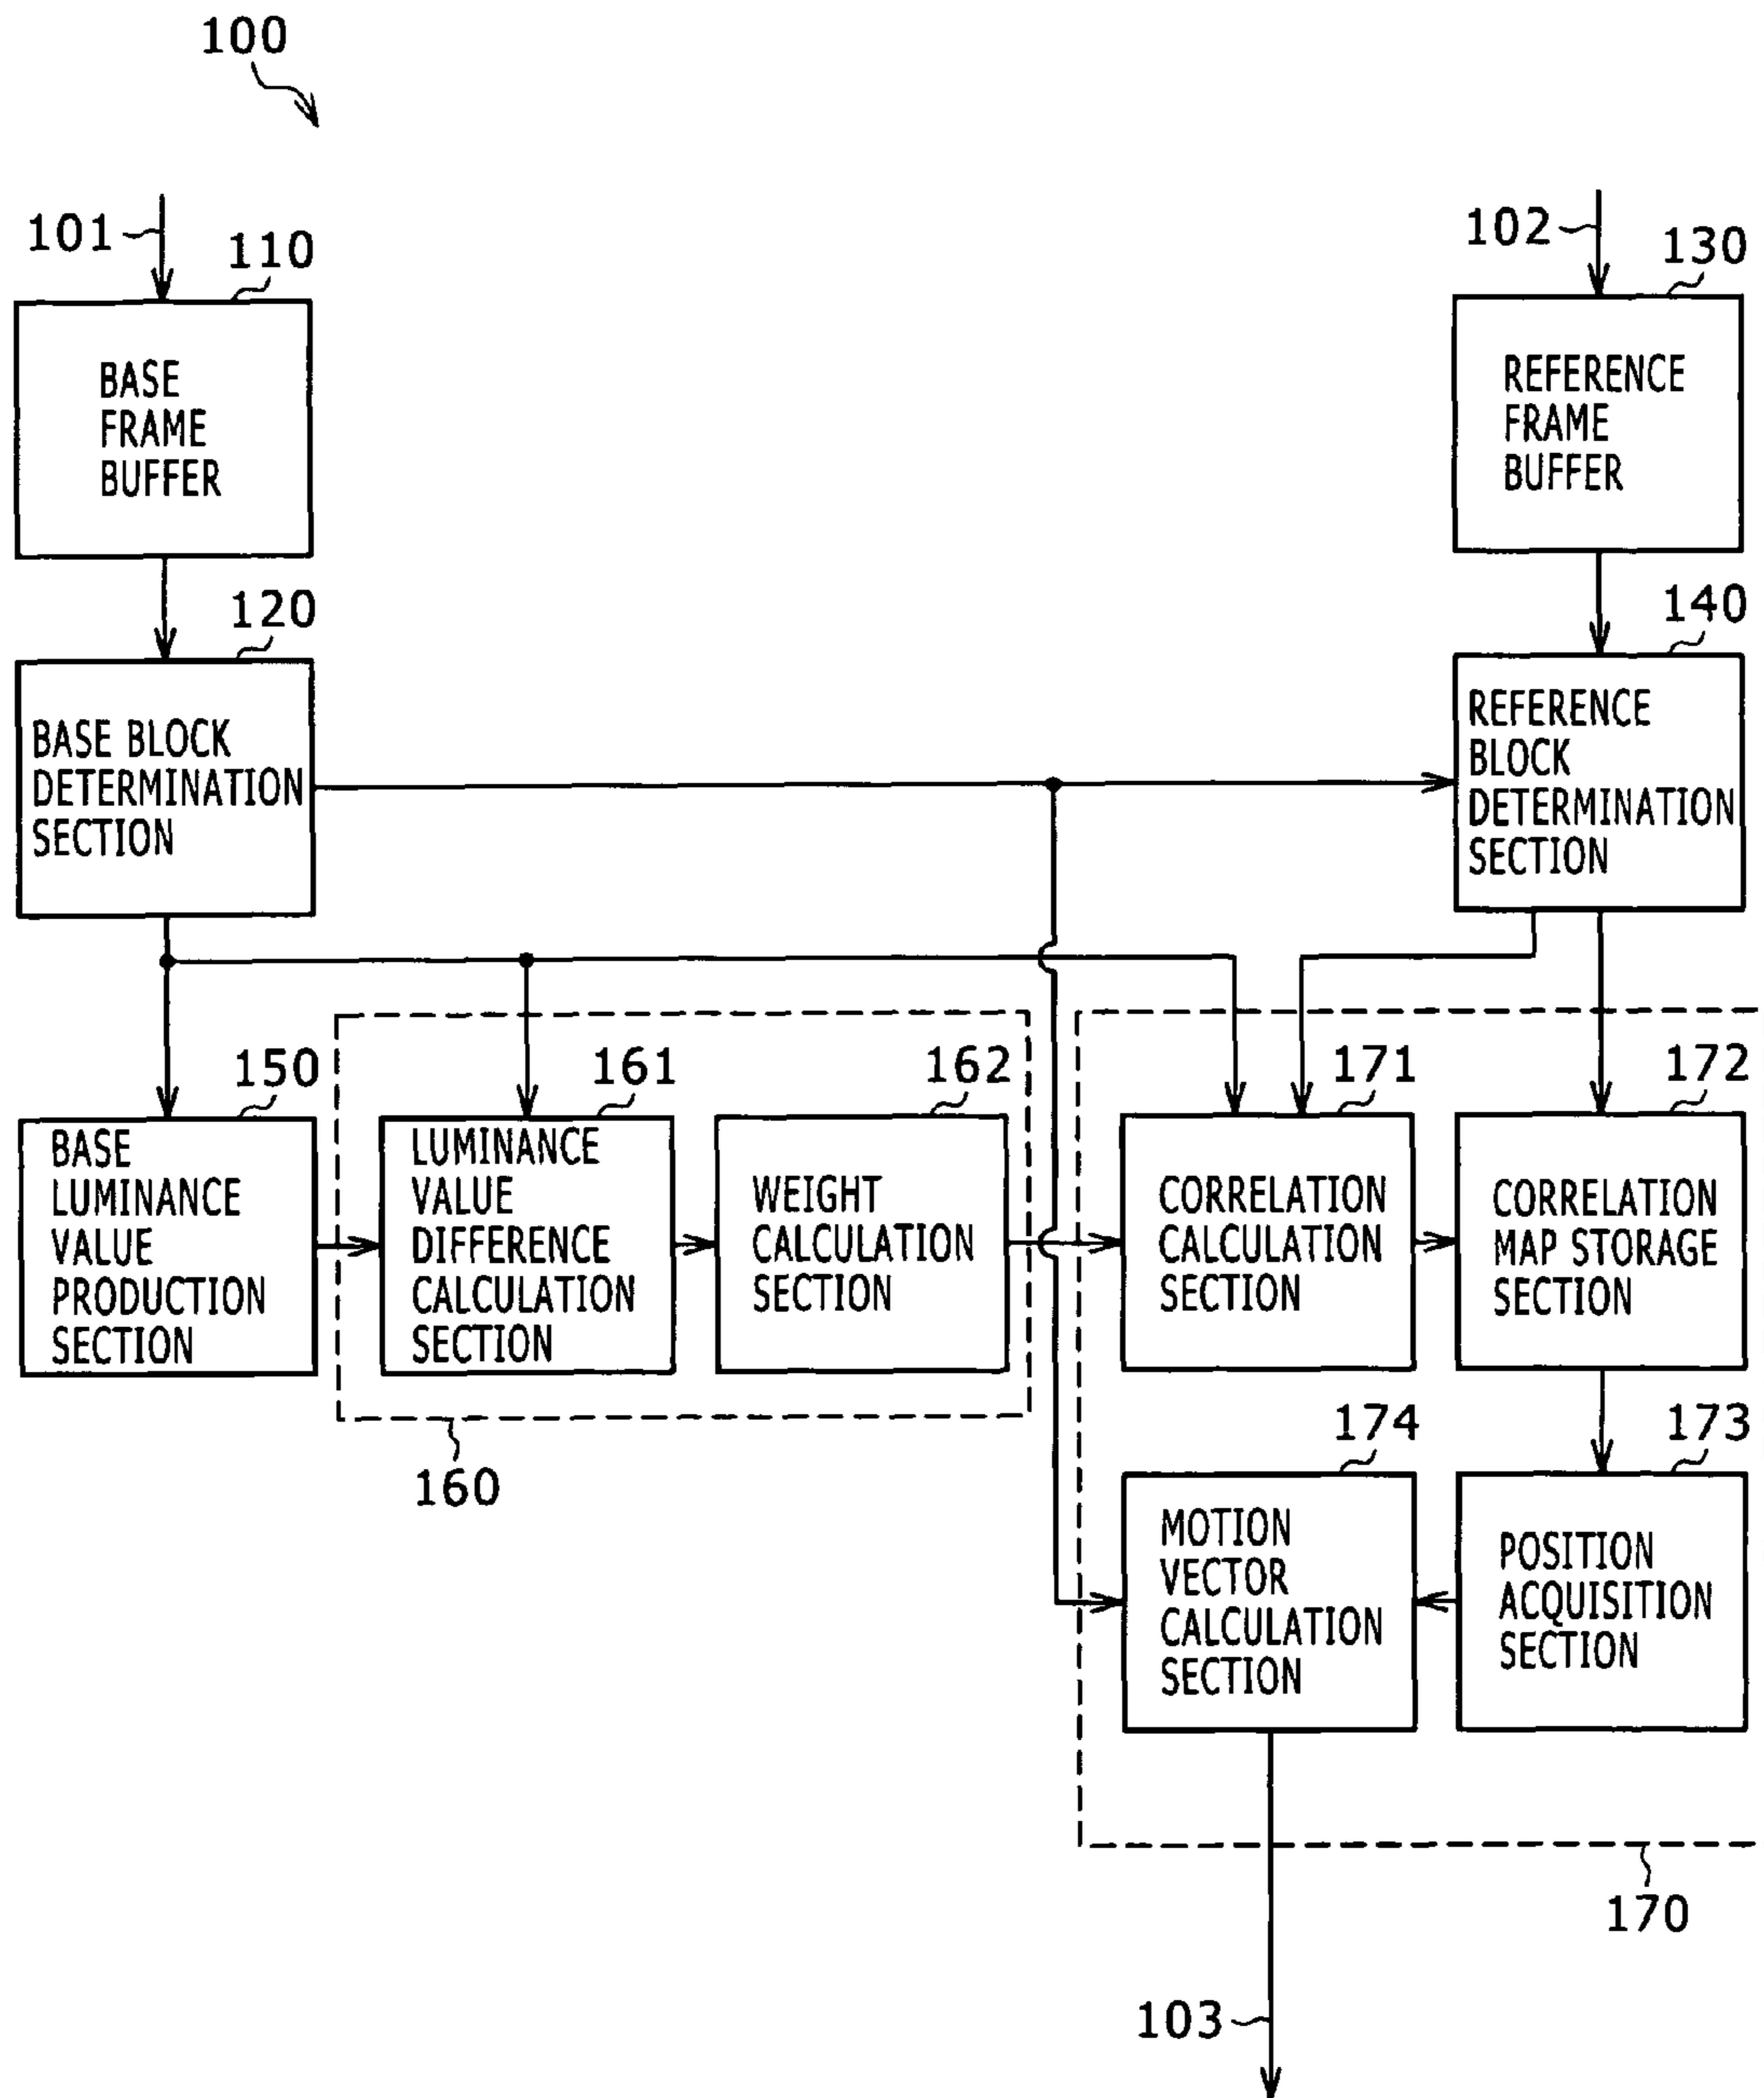 100
101
110
102
130
BASE
FRAME
BUFFER
REFERENCE
FRAME
BUFFER
120
140
BASE BLOCK
DETERMINATION
SECTION
REFERENCE
BLOCK
DETERMINATION
SECTION
150
161
162
171
172
BASE
LUMINANCE
VALUE
PRODUCTION
SECTION
LUMINANCE
VALUE
DIFFERENCE
CALCULATION
SECTION
WEIGHT
CALCULATION
SECTION
CORRELATION
CALCULATION
SECTION
CORRELATION
MAP STORAGE
SECTION
160
174
173
MOTION
VECTOR
CALCULATION
SECTION
POSITION
ACQUISITION
SECTION
170
103